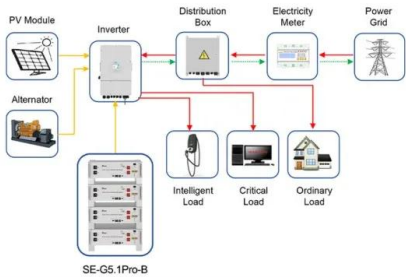 PV Module
Inverter
Distribution
Box
Electricity
Meter
Power
Grid
Alternator
Intelligent
Load
Critical
Load
Ordinary
Load
SE-G5.1Pro-B